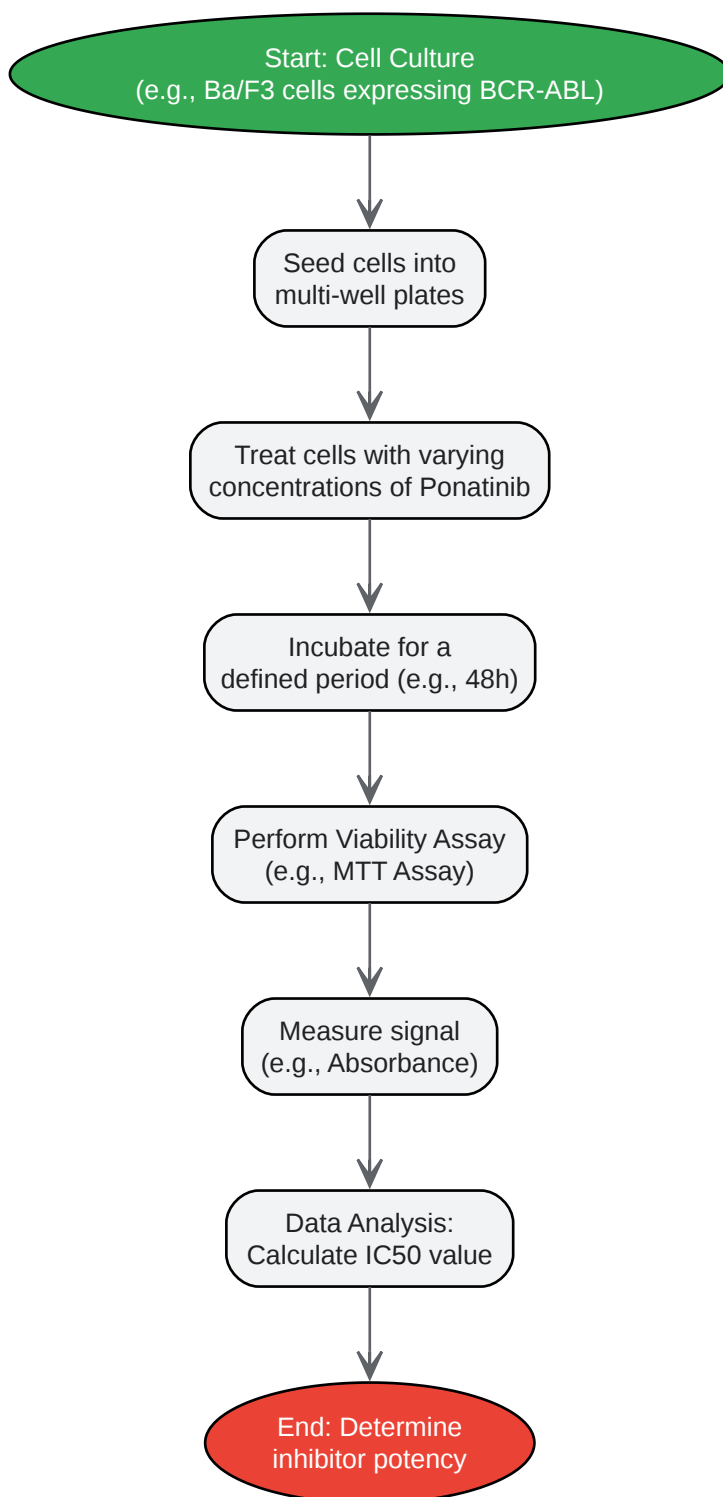 Start: Cell Culture
(e.g., Ba/F3 cells expressing BCR-ABL)
Seed cells into
multi-well plates
Treat cells with varying
concentrations of Ponatinib
Incubate for a
defined period (e.g., 48h)
Perform Viability Assay
(e.g., MTT Assay)
Measure signal
(e.g., Absorbance)
Data Analysis:
Calculate IC50 value
End: Determine
inhibitor potency